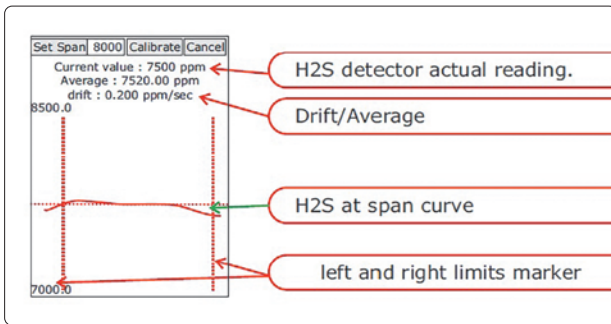 Set Span 8000 Calibrate Cancel
Current value : 7500 ppm
Average : 7520.00 ppm
drift : 0.200 ppm/sec
8500.0
7000.0
H2S detector actual reading.
Drift/Average
H2S at span curve
left and right limits marker